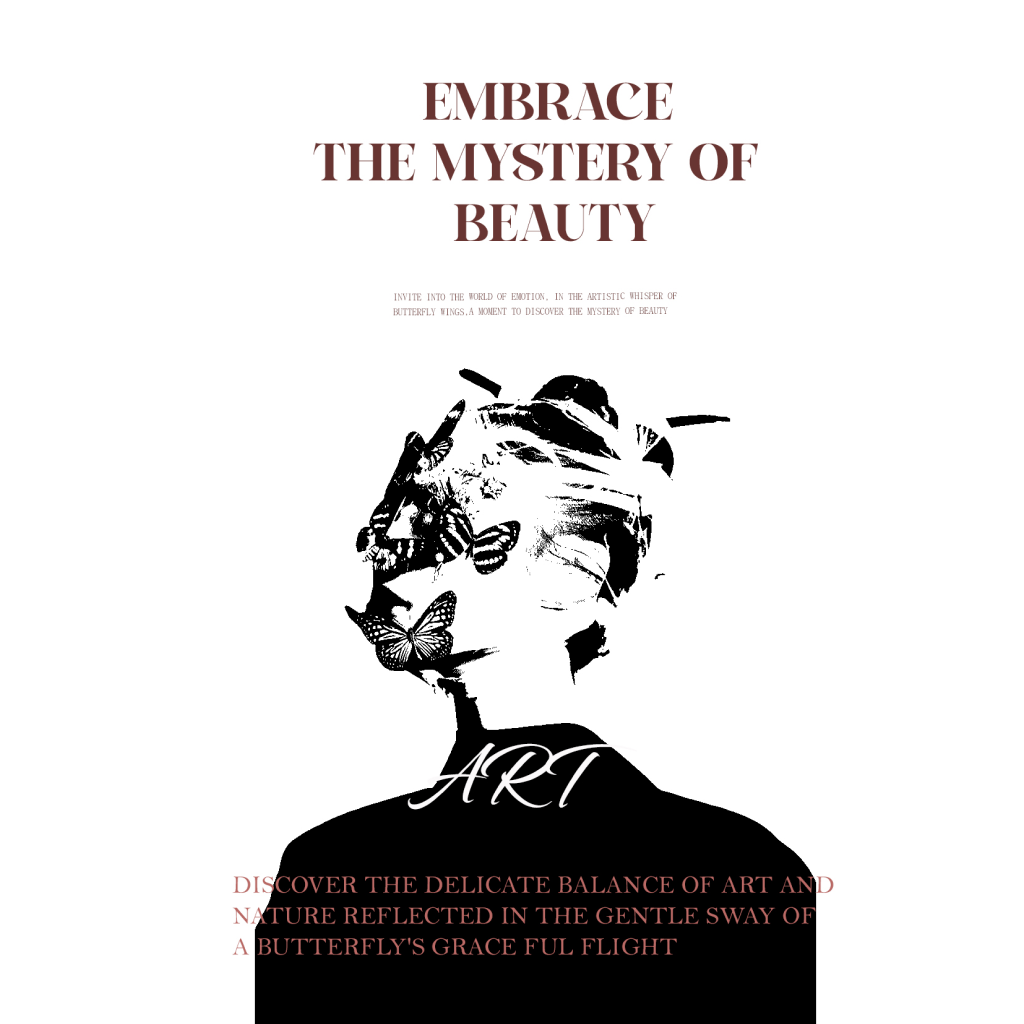 EMBRACE
THE MYSTERY OF
BEAUTY
INVITE INTO THE WORLD OF EMOTION, IN THE ARTISTIC WHISPER OF
BUTTERFLY WINGS.A MOMENT TO DISCOVER THE MYSTERY OF BEAUTY
ART
DISCOVER THE DELICATE BALANCE OF ART AND
NATURE REFLECTED IN THE GENTLE SWAY OF
A BUTTERFLY'S GRACE FUL FLIGHT